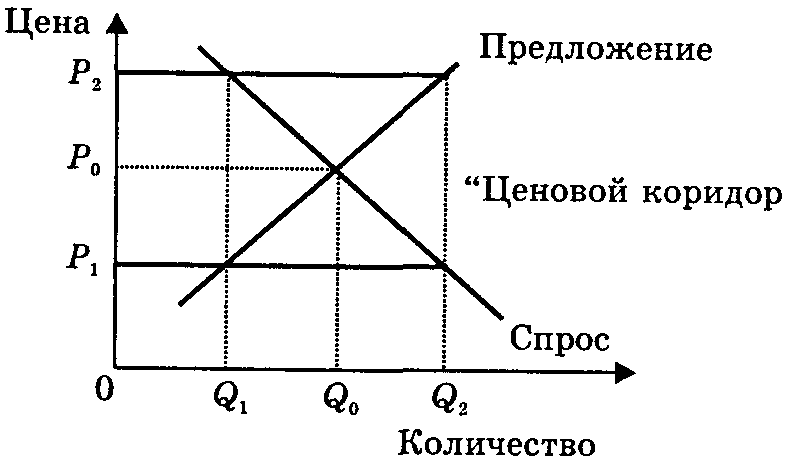 Цена
Предложение
P₂
P₀
“Ценовой коридор
P₁
Спрос
0
Q₁
Q₀
Q₂
Количество